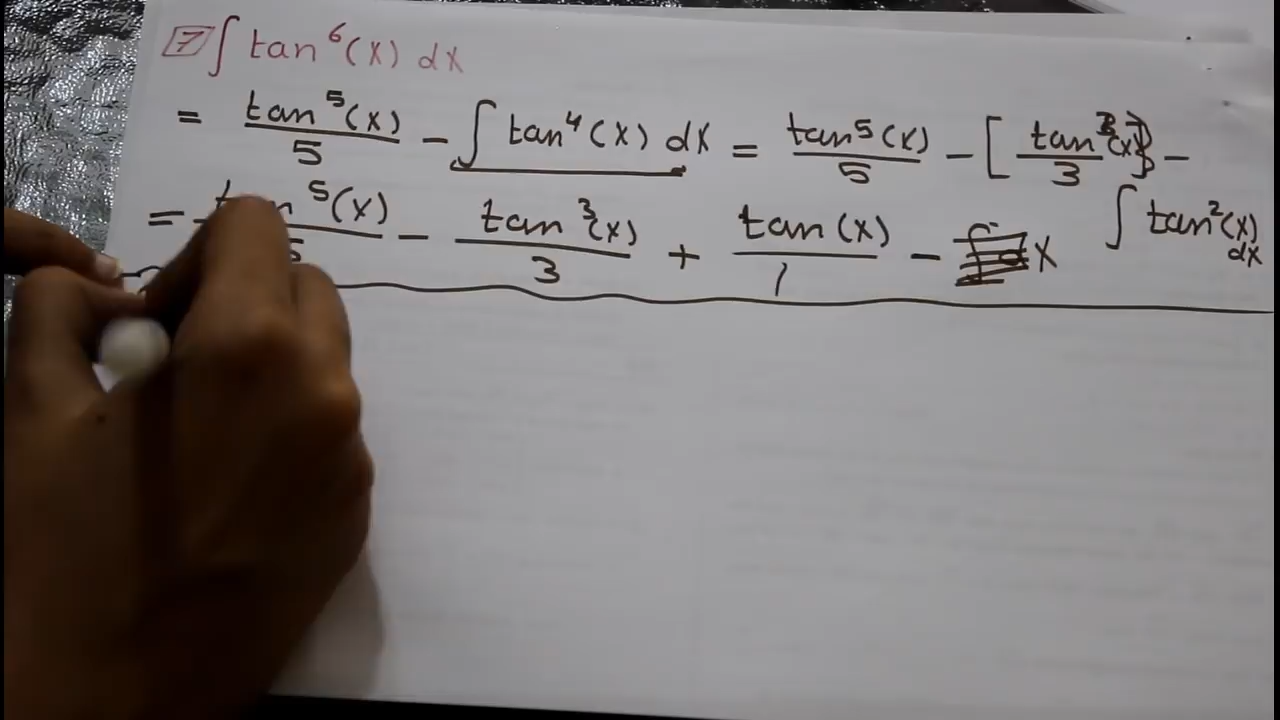 7 ∫ tan⁶(x) dx
= tan⁵(x)/5 − ∫ tan⁴(x) dx = tan⁵(x)/5 − [ tan³(x)/3 −
∫ tan²(x) dx
= tan⁵(x)/5 − tan³(x)/3 + tan(x)/1 − x